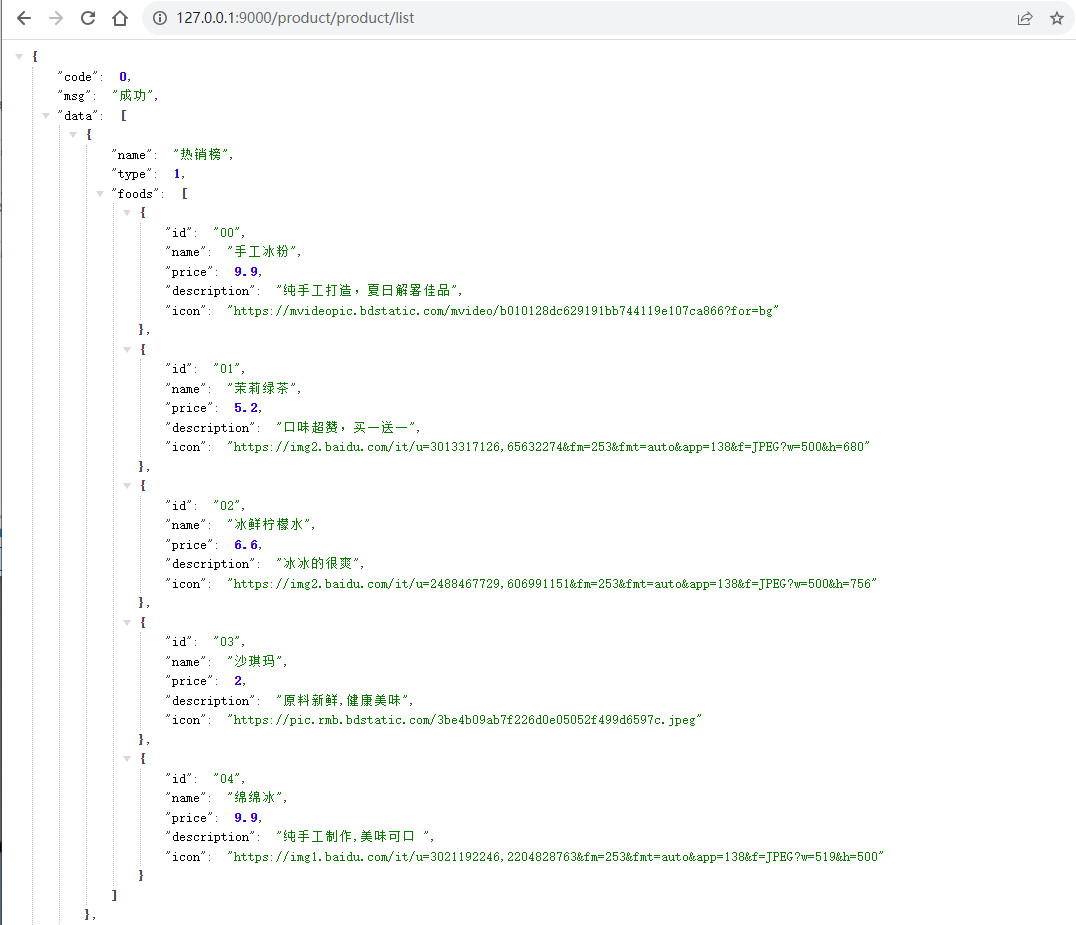 127.0.0.1:9000/product/product/list
{
"code": 0,
"msg": "成功",
"data": [
{
"name": "热销榜",
"type": 1,
"foods": [
{
"id": "00",
"name": "手工冰粉",
"price": 9.9,
"description": "纯手工打造，夏日解署佳品",
"icon": "https://mvideopic.bdstatic.com/mvideo/b010128dc629191bb744119e107ca866?for=bg"
},
{
"id": "01",
"name": "茉莉绿茶",
"price": 5.2,
"description": "口味超赞，买一送一",
"icon": "https://img2.baidu.com/it/u=3013317126,65632274&fm=253&fmt=auto&app=138&f=JPEG?w=500&h=680"
},
{
"id": "02",
"name": "冰鲜柠檬水",
"price": 6.6,
"description": "冰冰的很爽",
"icon": "https://img2.baidu.com/it/u=2488467729,606991151&fm=253&fmt=auto&app=138&f=JPEG?w=500&h=756"
},
{
"id": "03",
"name": "沙琪玛",
"price": 2,
"description": "原料新鲜,健康美味",
"icon": "https://pic.rmb.bdstatic.com/3be4b09ab7f226d0e05052f499d6597c.jpeg"
},
{
"id": "04",
"name": "绵绵冰",
"price": 9.9,
"description": "纯手工制作,美味可口 ",
"icon": "https://img1.baidu.com/it/u=3021192246,2204828763&fm=253&fmt=auto&app=138&f=JPEG?w=519&h=500"
}
]
},